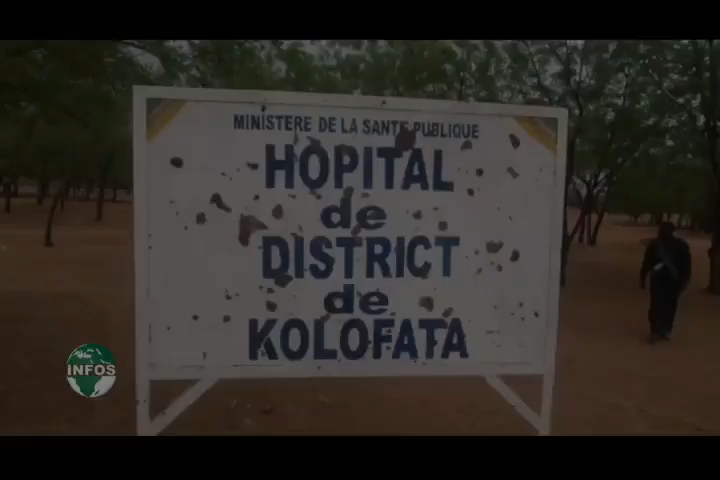 MINISTERE DE LA SANTE PUBLIQUE
HOPITAL
de
DISTRICT
de
KOLOFATA
INFOS